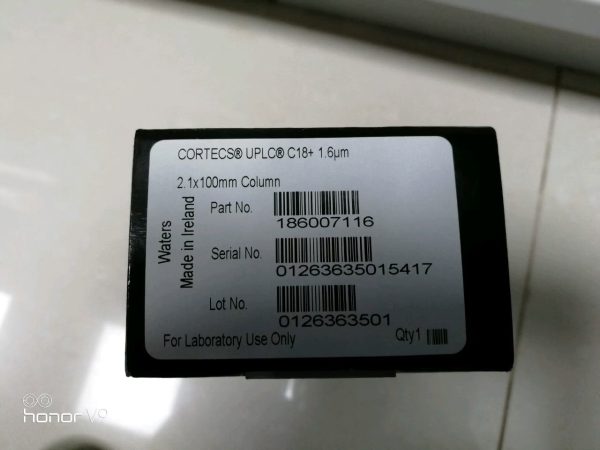 CORTECS® UPLC® C18+ 1.6µm
2.1x100mm Column
Waters
Made in Ireland
Part No.
186007116
Serial No.
01263635015417
Lot No.
0126363501
For Laboratory Use Only
Qty1
honor V9